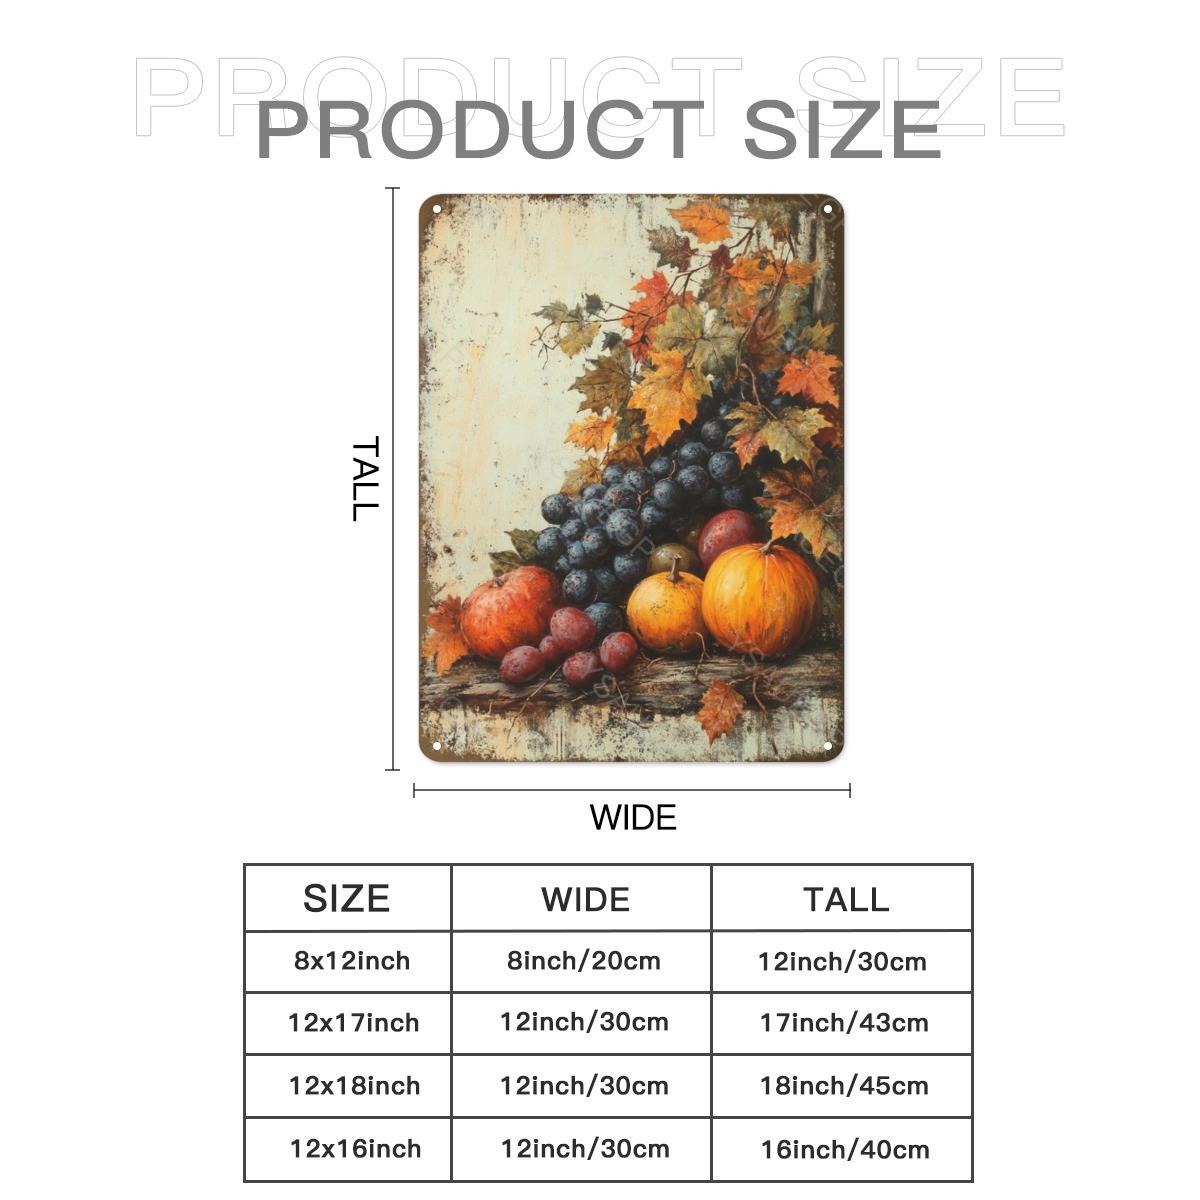 PRODUCT SIZE
PRODUCT SIZE
TALL
WIDE
SIZE WIDE TALL
8x12inch 8inch/20cm 12inch/30cm
12x17inch 12inch/30cm 17inch/43cm
12x18inch 12inch/30cm 18inch/45cm
12x16inch 12inch/30cm 16inch/40cm